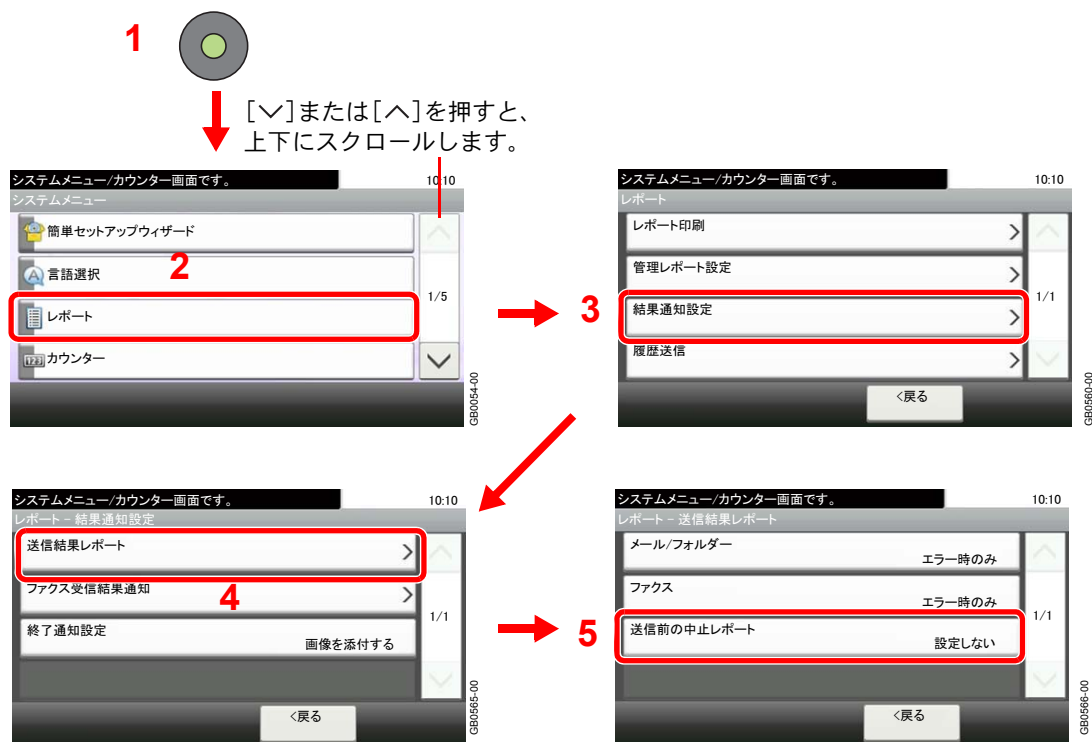 1
[∨]または[∧]を押すと、
上下にスクロールします。
システムメニュー/カウンター画面です。
10:10
システムメニュー
簡単セットアップウィザード
言語選択
2
レポート
1/5
カウンター
GB0054-00
システムメニュー/カウンター画面です。
10:10
レポート
レポート印刷
管理レポート設定
3
結果通知設定
1/1
履歴送信
<戻る
GB0560-00
システムメニュー/カウンター画面です。
10:10
レポート - 結果通知設定
送信結果レポート
ファクス受信結果通知
4
1/1
終了通知設定
画像を添付する
<戻る
GB0565-00
システムメニュー/カウンター画面です。
10:10
レポート - 送信結果レポート
メール/フォルダー
エラー時のみ
ファクス
エラー時のみ
1/1
5
送信前の中止レポート
設定しない
<戻る
GB0566-00